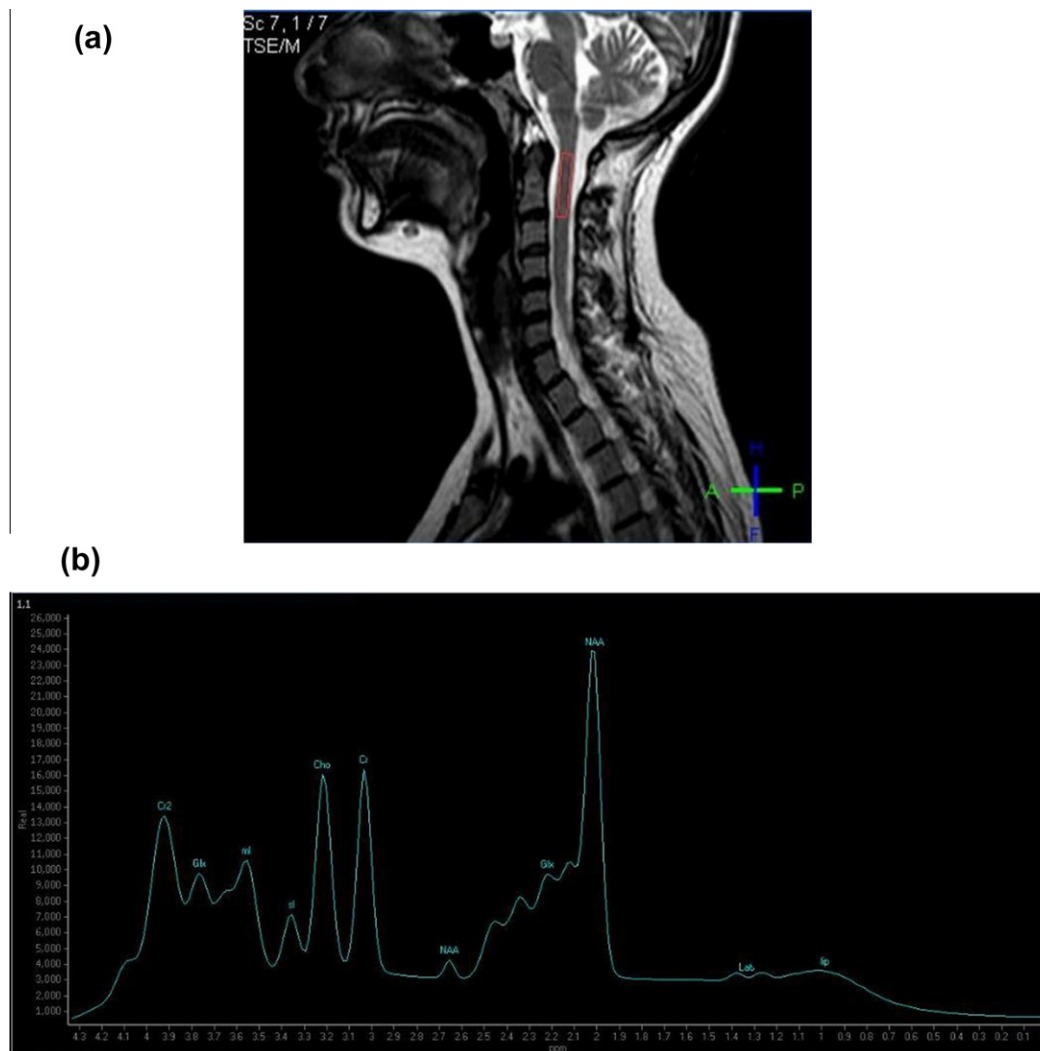 (a)
Sc 7, 1 / 7
TSE/M
H
A P
F
(b)
1,1
26,000
25,000
24,000
23,000
22,000
21,000
20,000
19,000
18,000
17,000
16,000
15,000
14,000
13,000
12,000
11,000
10,000
9,000
8,000
7,000
6,000
5,000
4,000
3,000
2,000
1,000
Real
NAA
Cho
Cr
Cr2
Glx
mI
sI
NAA
Glx
Lac
lip
4.3 4.2 4.1 4 3.9 3.8 3.7 3.6 3.5 3.4 3.3 3.2 3.1 3 2.9 2.8 2.7 2.6 2.5 2.4 2.3 2.2 2.1 2 1.9 1.8 1.7 1.6 1.5 1.4 1.3 1.2 1.1 1 0.9 0.8 0.7 0.6 0.5 0.4 0.3 0.2 0.1
ppm